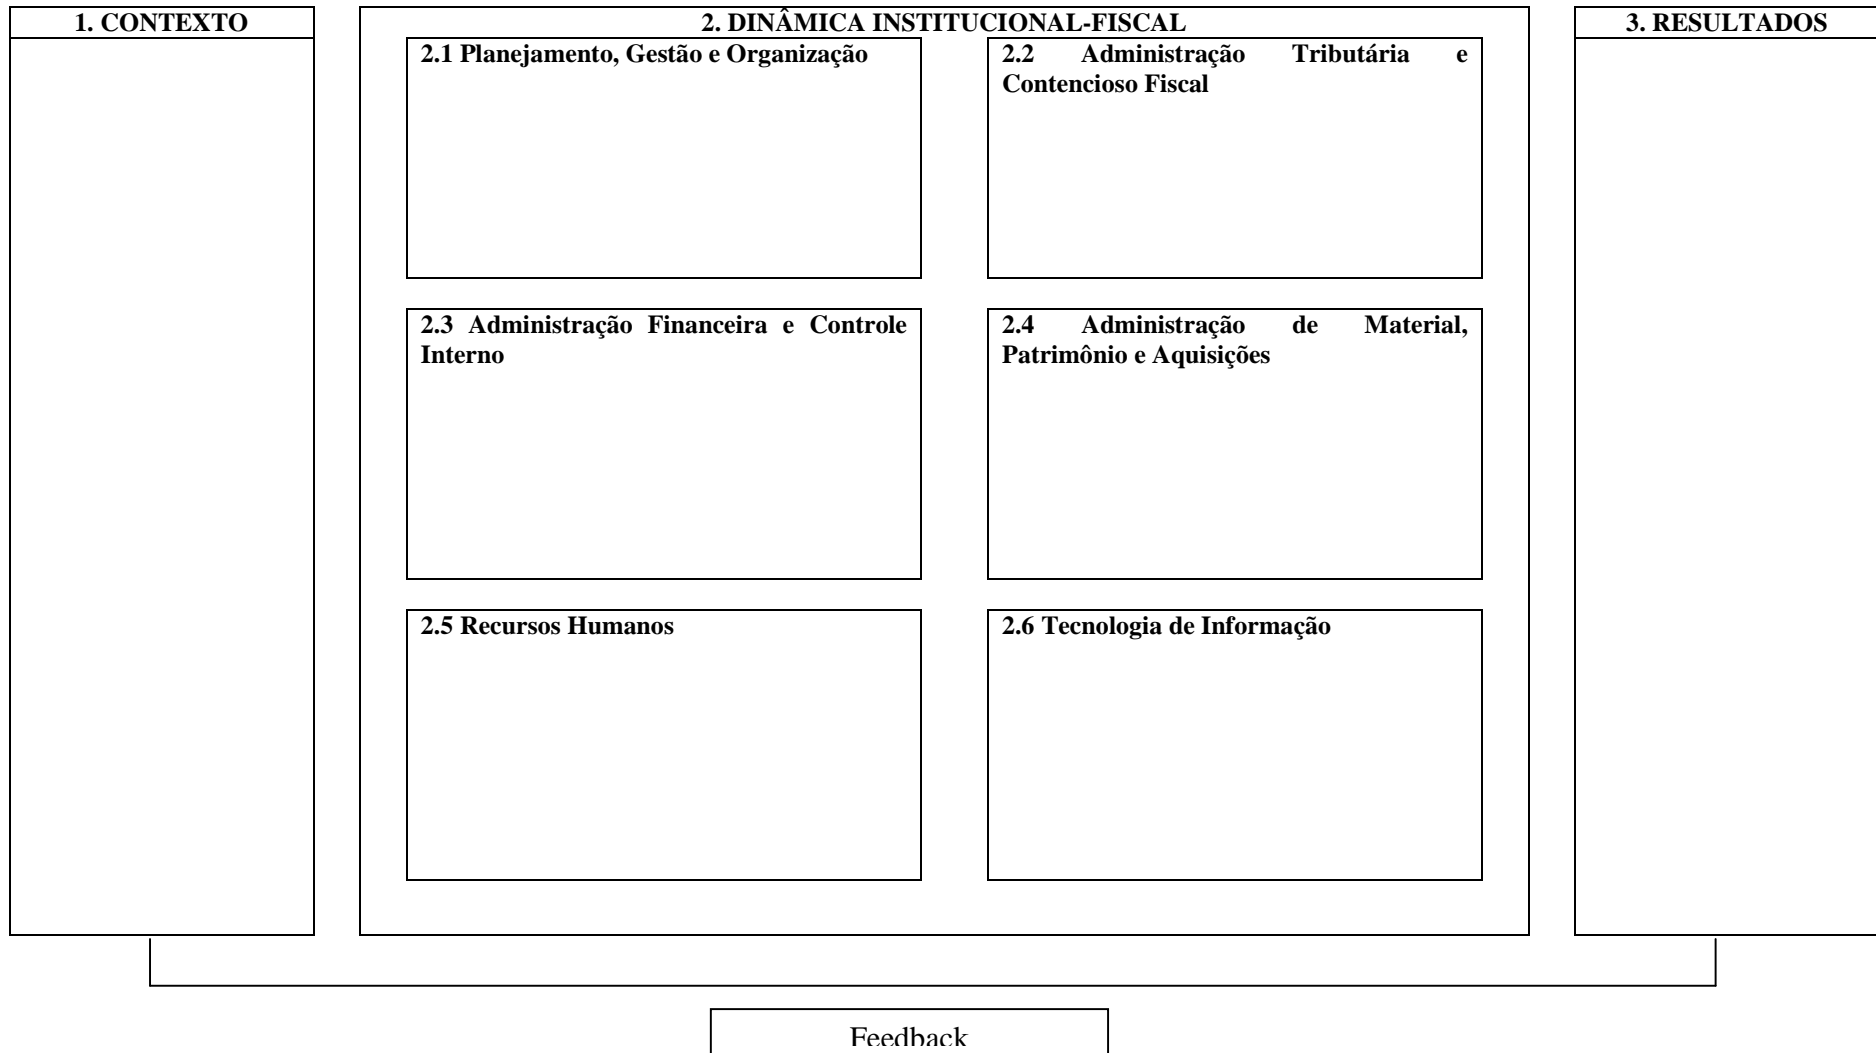 1. CONTEXTO
2. DINÂMICA INSTITUCIONAL-FISCAL
2.1 Planejamento, Gestão e Organização
2.2 Administração Tributária e
Contencioso Fiscal
2.3 Administração Financeira e Controle
Interno
2.4 Administração de Material,
Patrimônio e Aquisições
2.5 Recursos Humanos
2.6 Tecnologia de Informação
3. RESULTADOS
Feedback